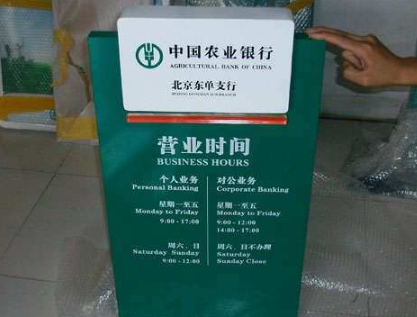 中国农业银行
AGRICULTURAL BANK OF CHINA
北京东单支行
营业时间
BUSINESS HOURS
个人业务
Personal Banking
星期一至五
Monday to Friday
9:00 - 17:00
周六、日
Saturday Sunday
9:00 - 12:00
对公业务
Corporate Banking
星期一至五
Monday to Friday
9:00 - 12:00
14:00 - 17:00
周六、日不办理
Saturday
Sunday Close